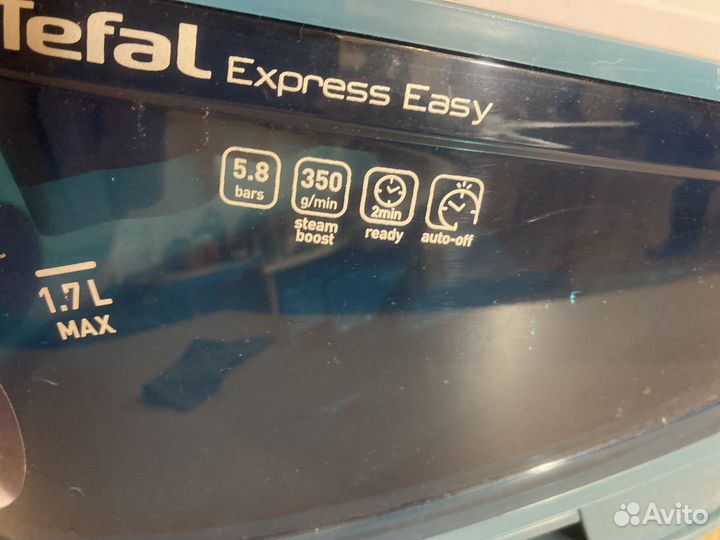 Tefal Express Easy
5.8
bars
350
g/min
steam
boost
2min
ready
auto-off
1.7 L
MAX
Avito